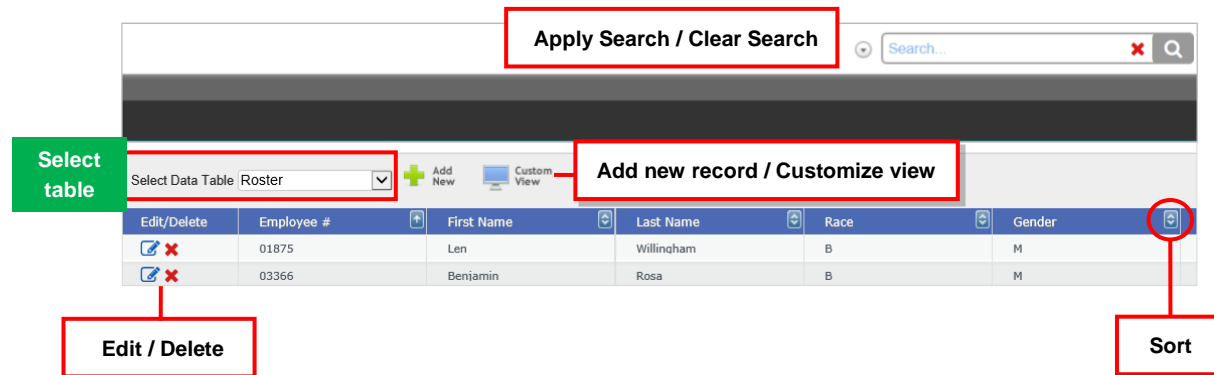 Apply Search / Clear Search
Search...
Select
table
Select Data Table Roster
Add
New
Custom
View
Add new record / Customize view
Edit/Delete Employee # First Name Last Name Race Gender
01875 Len Willingham B M
03366 Benjamin Rosa B M
Edit / Delete
Sort